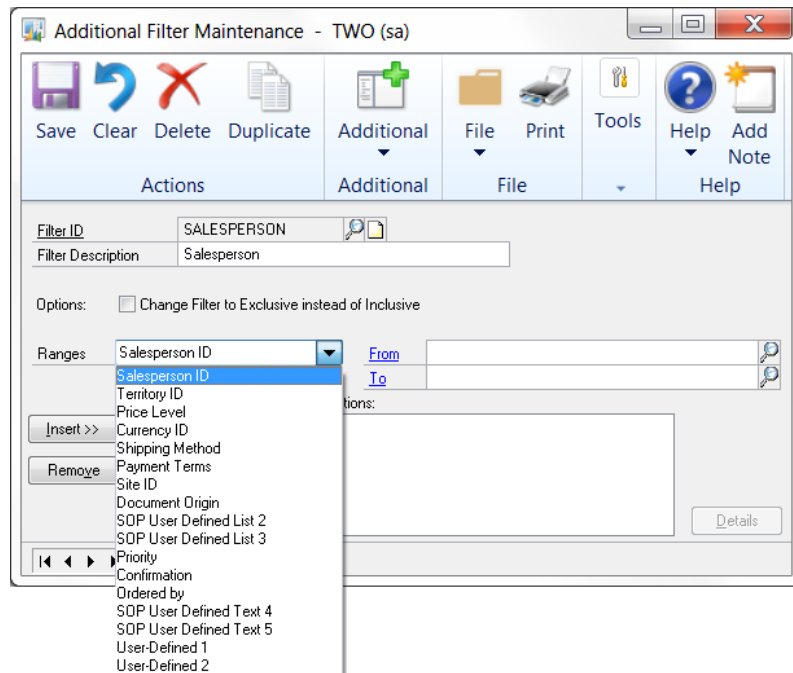 Additional Filter Maintenance - TWO (sa)
Save Clear Delete Duplicate Additional File Print Tools Help Add Note
Actions Additional File Help
Filter ID SALESPERSON
Filter Description Salesperson
Options: Change Filter to Exclusive instead of Inclusive
Ranges Salesperson ID From
To
Salesperson ID
Territory ID
Price Level
Currency ID
Shipping Method
Payment Terms
Site ID
Document Origin
SOP User Defined List 2
SOP User Defined List 3
Priority
Confirmation
Ordered by
SOP User Defined Text 4
SOP User Defined Text 5
User-Defined 1
User-Defined 2
tions:
Insert >>
Remove
Details